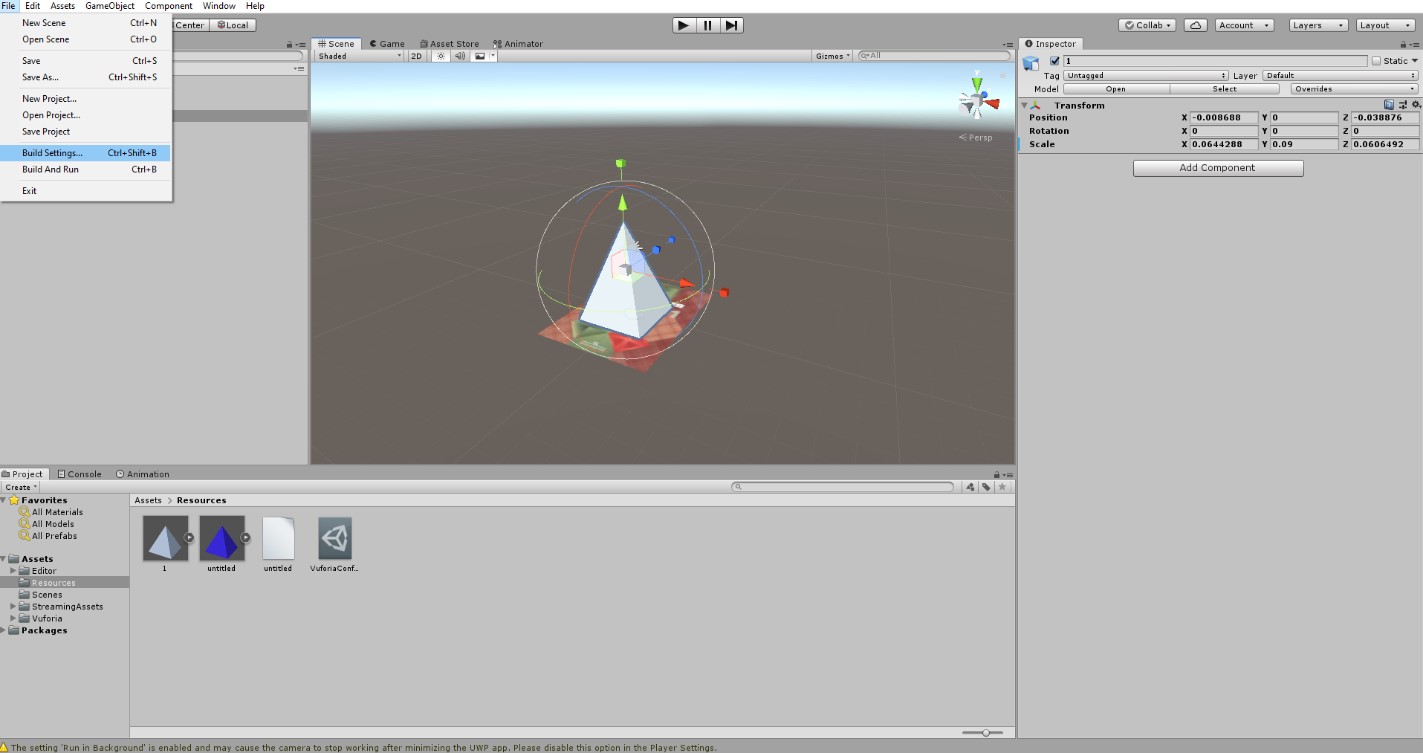 File Edit Assets GameObject Component Window Help
New Scene Ctrl+N
Open Scene Ctrl+O
Save Ctrl+S
Save As... Ctrl+Shift+S
New Project...
Open Project...
Save Project
Build Settings... Ctrl+Shift+B
Build And Run Ctrl+B
Exit
Center Local
Collab Account Layers Layout
Scene Game Asset Store Animator
Shaded 2D Gizmos All
y
Persp
Inspector
1 Static
Tag Untagged Layer Default
Model Open Select Overrides
Transform
Position X -0.008688 Y 0 Z -0.038876
Rotation X 0 Y 0 Z 0
Scale X 0.0644288 Y 0.09 Z 0.0606492
Add Component
Project Console Animation
Create
Favorites
All Materials
All Models
All Prefabs
Assets
Editor
Resources
Scenes
StreamingAssets
Vuforia
Packages
Assets > Resources
1 untitled untitled VuforiaConf...
The setting 'Run in Background' is enabled and may cause the camera to stop working after minimizing the UWP app. Please disable this option in the Player Settings.